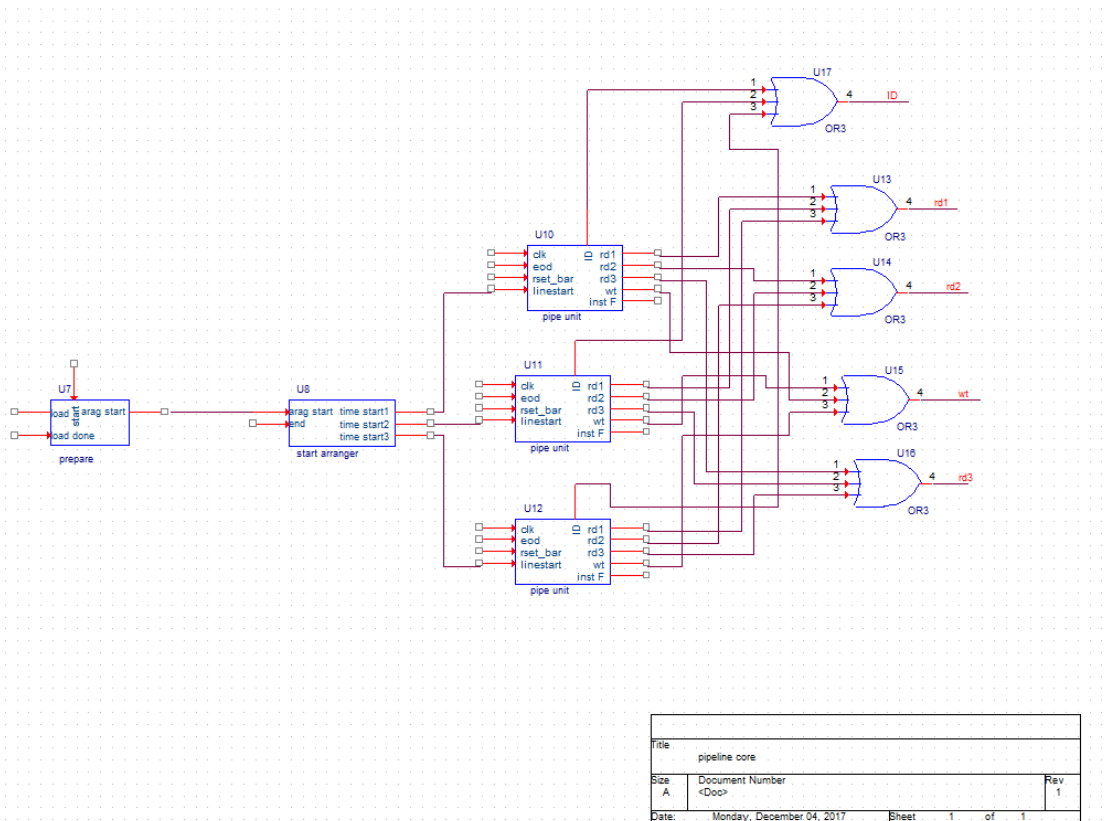 U17
1
2
3
4
ID
OR3
U13
1
2
3
4
rd1
OR3
U14
1
2
3
4
rd2
OR3
U10
clk
eod
rset_bar
linestart
ID
rd1
rd2
rd3
wt
inst F
pipe unit
U11
clk
eod
rset_bar
linestart
ID
rd1
rd2
rd3
wt
inst F
pipe unit
U15
1
2
3
4
wt
OR3
U7
load
start
arag start
load done
prepare
U8
arag start
end
time start1
time start2
time start3
start arranger
U16
1
2
3
4
rd3
OR3
U12
clk
eod
rset_bar
linestart
ID
rd1
rd2
rd3
wt
inst F
pipe unit
Title
pipeline core
Size
A
Document Number
<Doc>
Rev
1
Date: Monday, December 04, 2017 Sheet 1 of 1